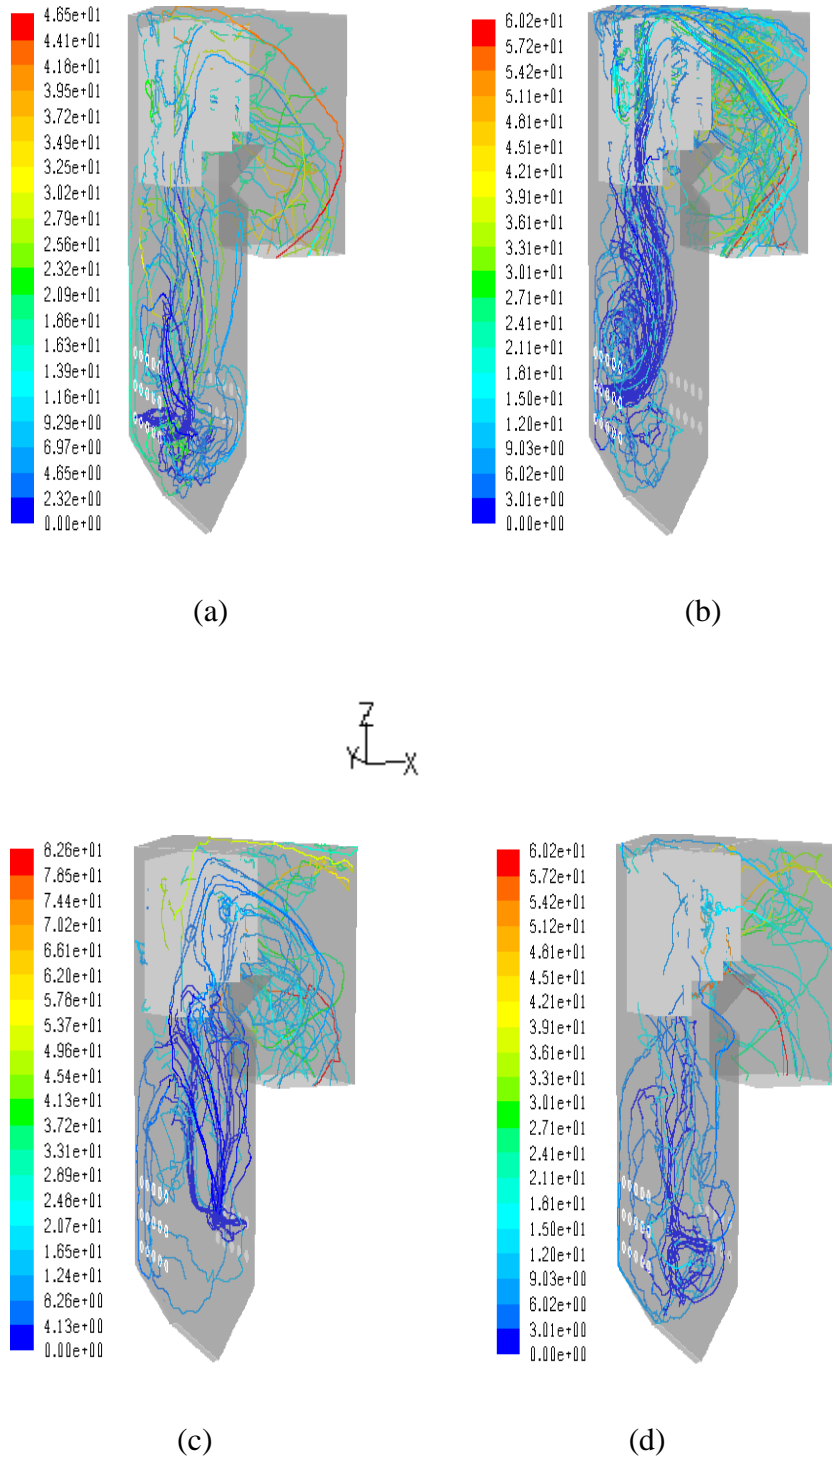 4.65e+01
4.41e+01
4.18e+01
3.95e+01
3.72e+01
3.49e+01
3.25e+01
3.02e+01
2.79e+01
2.56e+01
2.32e+01
2.09e+01
1.86e+01
1.63e+01
1.39e+01
1.16e+01
9.29e+00
6.97e+00
4.65e+00
2.32e+00
0.00e+00
6.02e+01
5.72e+01
5.42e+01
5.11e+01
4.81e+01
4.51e+01
4.21e+01
3.91e+01
3.61e+01
3.31e+01
3.01e+01
2.71e+01
2.41e+01
2.11e+01
1.81e+01
1.50e+01
1.20e+01
9.03e+00
6.02e+00
3.01e+00
0.00e+00
(a)
(b)
Z
Y
X
8.26e+01
7.85e+01
7.44e+01
7.02e+01
6.61e+01
6.20e+01
5.78e+01
5.37e+01
4.96e+01
4.54e+01
4.13e+01
3.72e+01
3.31e+01
2.89e+01
2.48e+01
2.07e+01
1.65e+01
1.24e+01
8.26e+00
4.13e+00
0.00e+00
6.02e+01
5.72e+01
5.42e+01
5.12e+01
4.81e+01
4.51e+01
4.21e+01
3.91e+01
3.61e+01
3.31e+01
3.01e+01
2.71e+01
2.41e+01
2.11e+01
1.81e+01
1.50e+01
1.20e+01
9.03e+00
6.02e+00
3.01e+00
0.00e+00
(c)
(d)